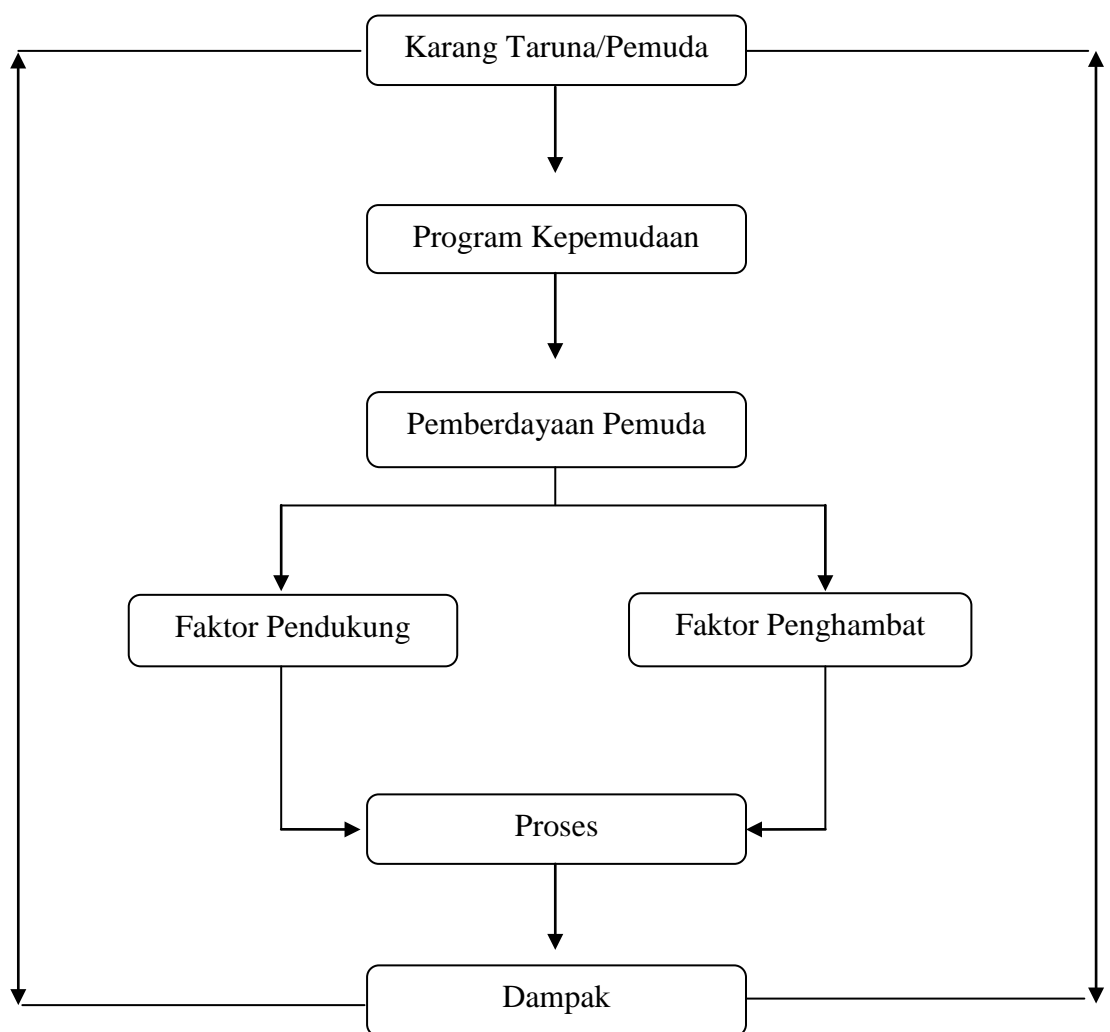 Karang Taruna/Pemuda
Program Kepemudaan
Pemberdayaan Pemuda
Faktor Pendukung
Faktor Penghambat
Proses
Dampak